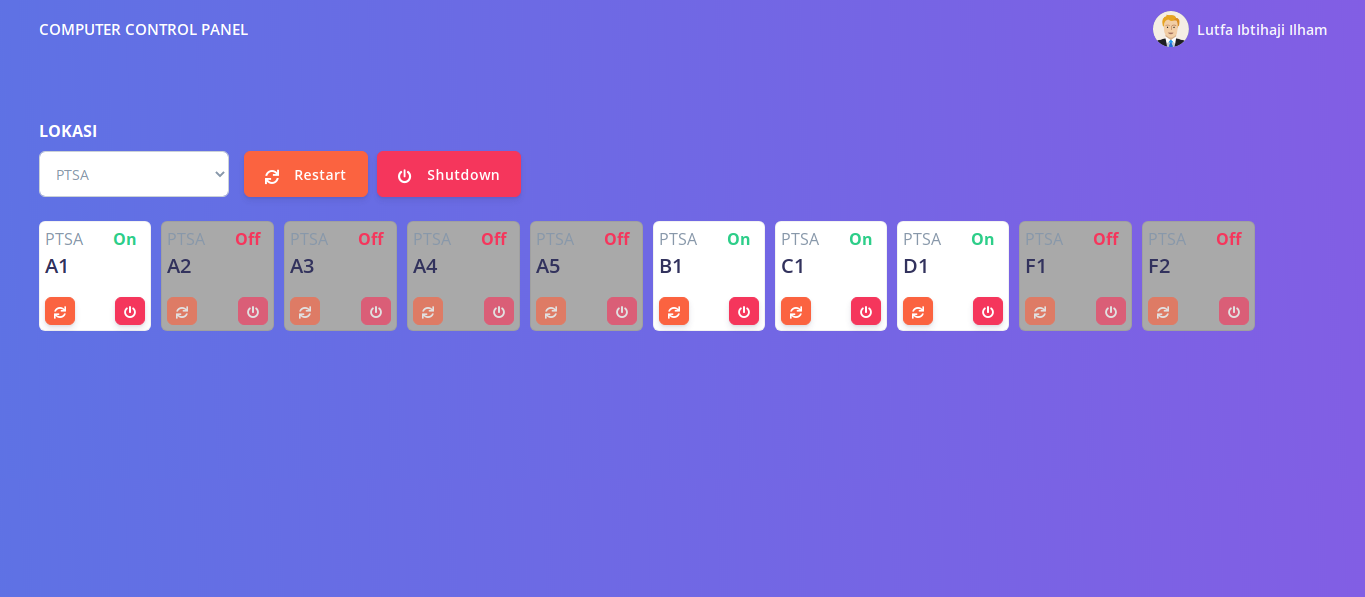 COMPUTER CONTROL PANEL
Lutfa Ibtihaji Ilham
LOKASI
PTSA
Restart
Shutdown
PTSA On
A1
PTSA Off
A2
PTSA Off
A3
PTSA Off
A4
PTSA Off
A5
PTSA On
B1
PTSA On
C1
PTSA On
D1
PTSA Off
F1
PTSA Off
F2